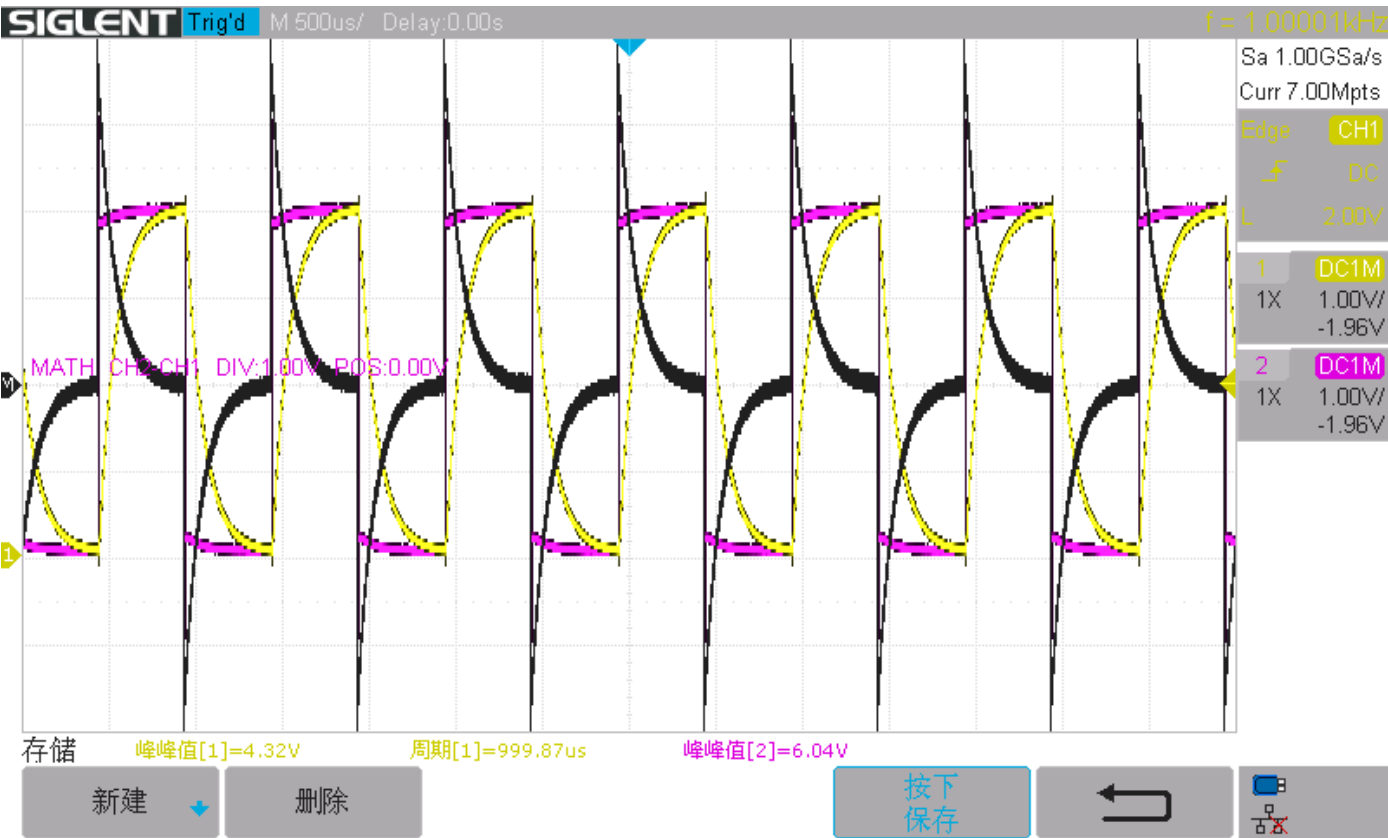 SIGLENT Trig'd M 500us/ Delay:0.00s f = 1.00001kHz
Sa 1.00GSa/s
Curr 7.00Mpts
Edge CH1
DC
L 2.00V
1 DC1M
1X 1.00V/
-1.96V
2 DC1M
1X 1.00V/
-1.96V
M
MATH CH2-CH1 DIV:1.00V POS:0.00V
1
存储 峰峰值[1]=4.32V 周期[1]=999.87us 峰峰值[2]=6.04V
新建 删除 按下
保存